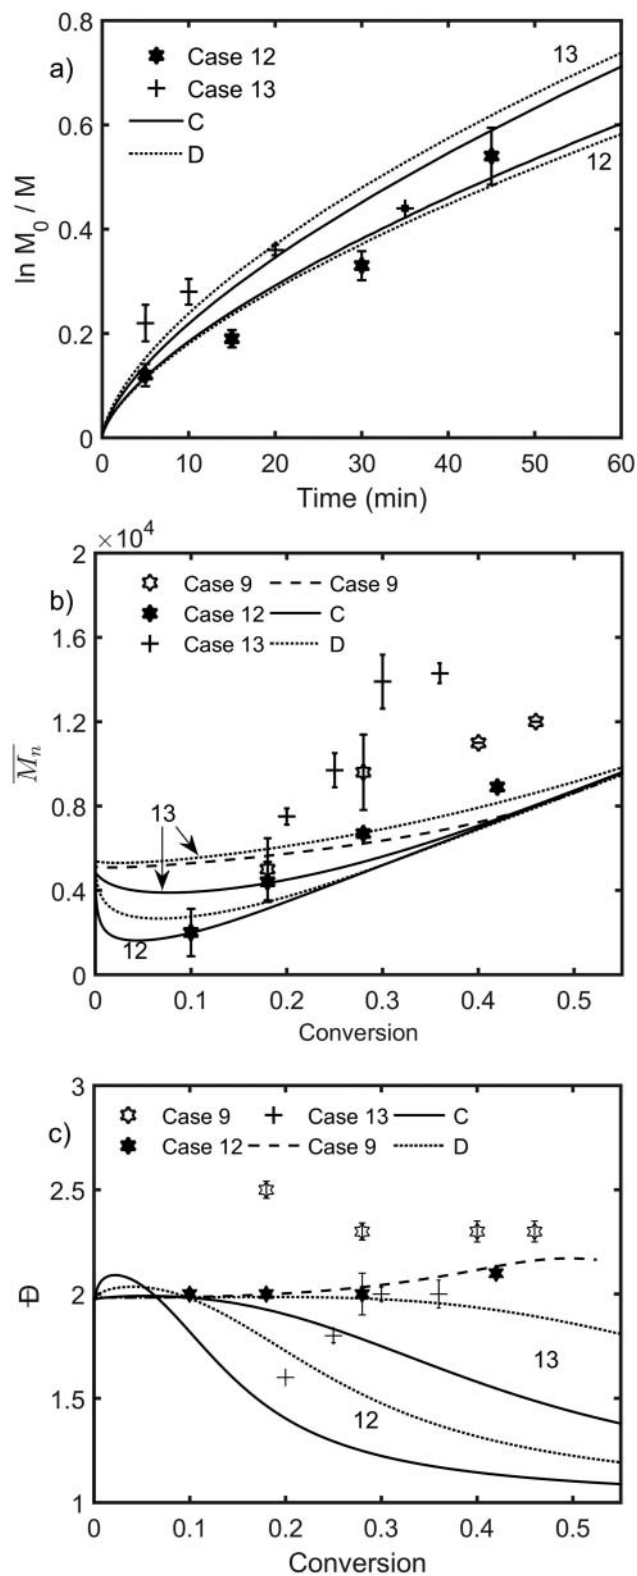 a)
Case 12
Case 13
C
D
13
12
ln M0 / M
0.8
0.6
0.4
0.2
0
0 10 20 30 40 50 60
Time (min)
×10^4
b)
Case 9 Case 9
Case 12 C
Case 13 D
13
12
M_n
2
1.6
1.2
0.8
0.4
0
0 0.1 0.2 0.3 0.4 0.5
Conversion
c)
Case 9 Case 13 C
Case 12 Case 9 D
13
12
Đ
3
2.5
2
1.5
1
0 0.1 0.2 0.3 0.4 0.5
Conversion